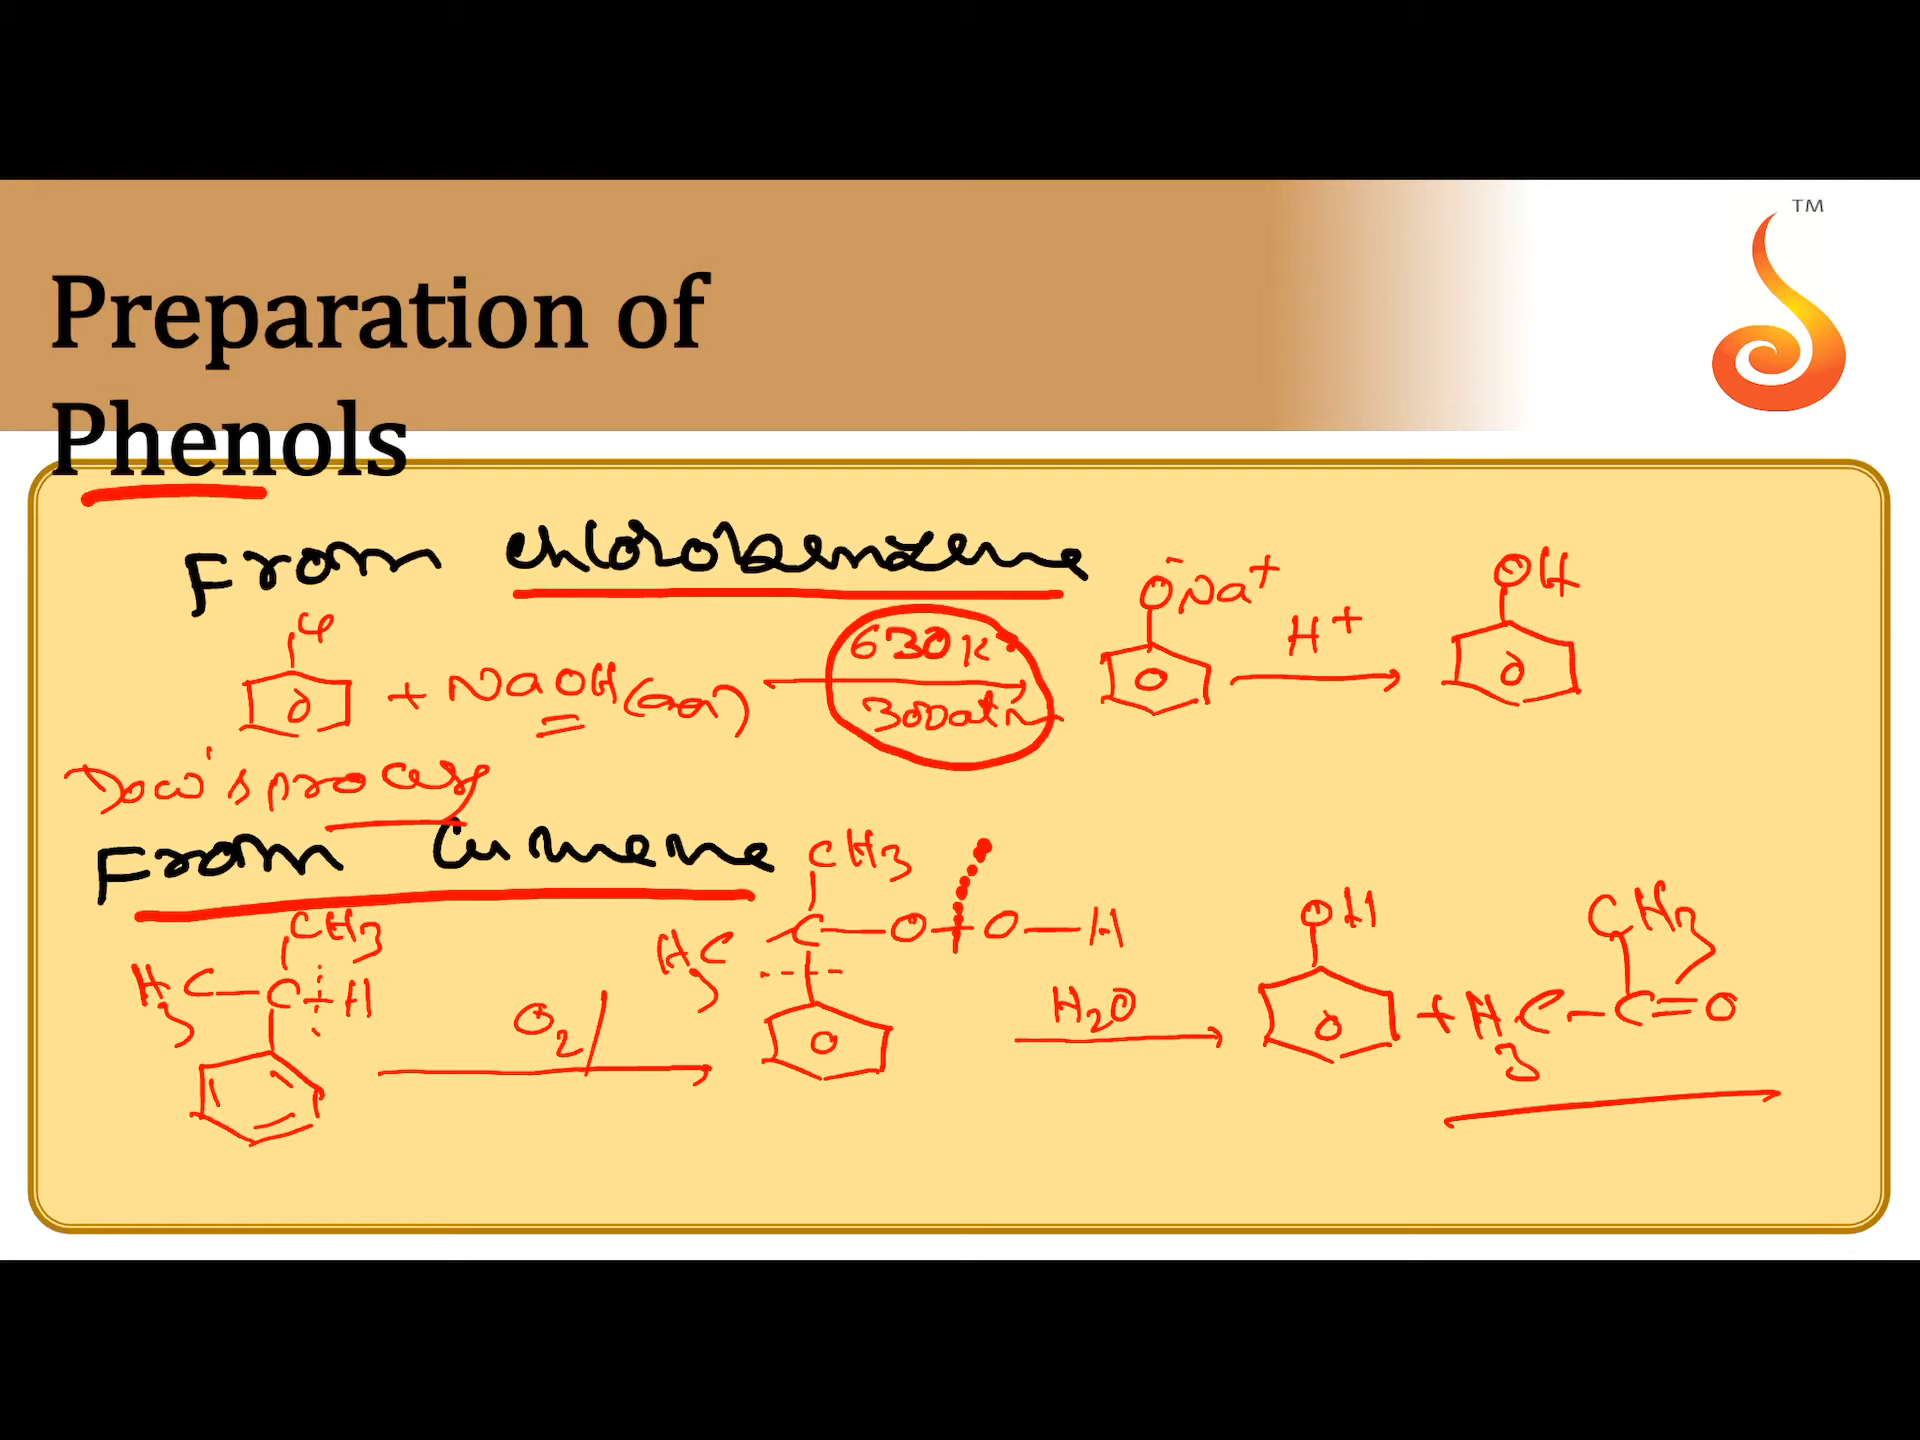 TM
Preparation of
Phenols
From chlorobenzene
Cl + NaOH (aq) 630K 300atm O⁻Na⁺ H⁺ OH
Dow's process
From Cumene
CH3 H3C—C—H O2/ CH3 H3C—C—O—O—H H2O OH + H3C—C=O CH3